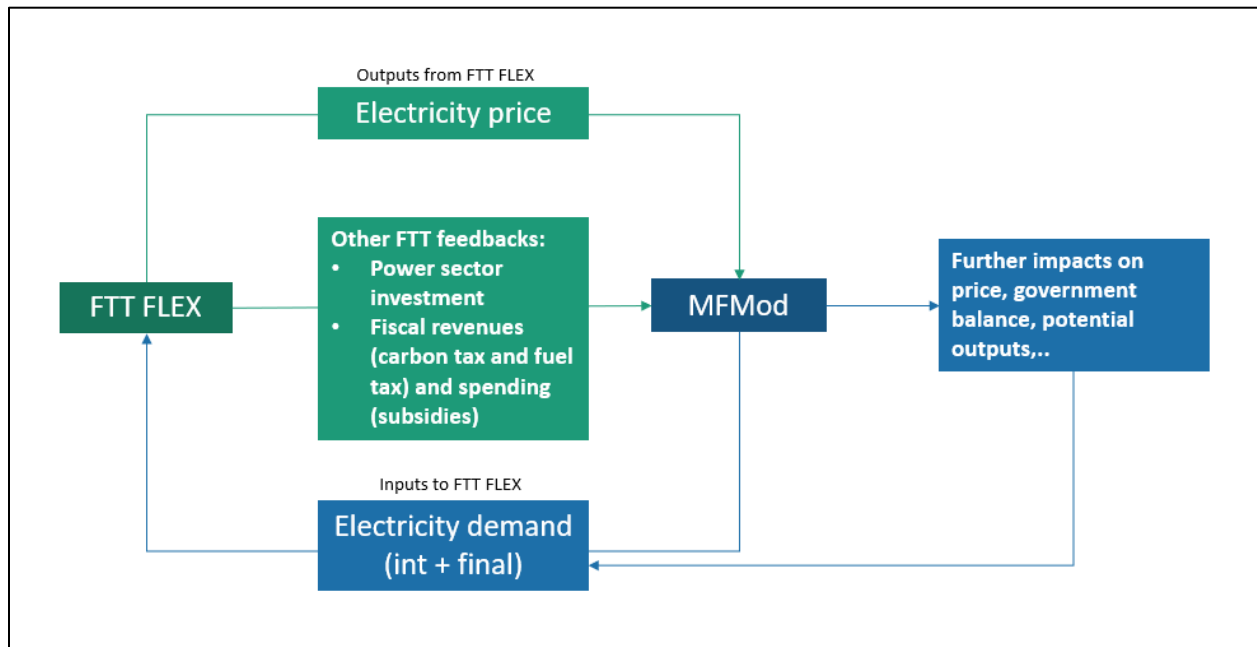 Outputs from FTT FLEX
Electricity price
Other FTT feedbacks:
• Power sector
investment
• Fiscal revenues
(carbon tax and fuel
tax) and spending
(subsidies)
FTT FLEX
MFMod
Further impacts on
price, government
balance, potential
outputs,..
Inputs to FTT FLEX
Electricity demand
(int + final)